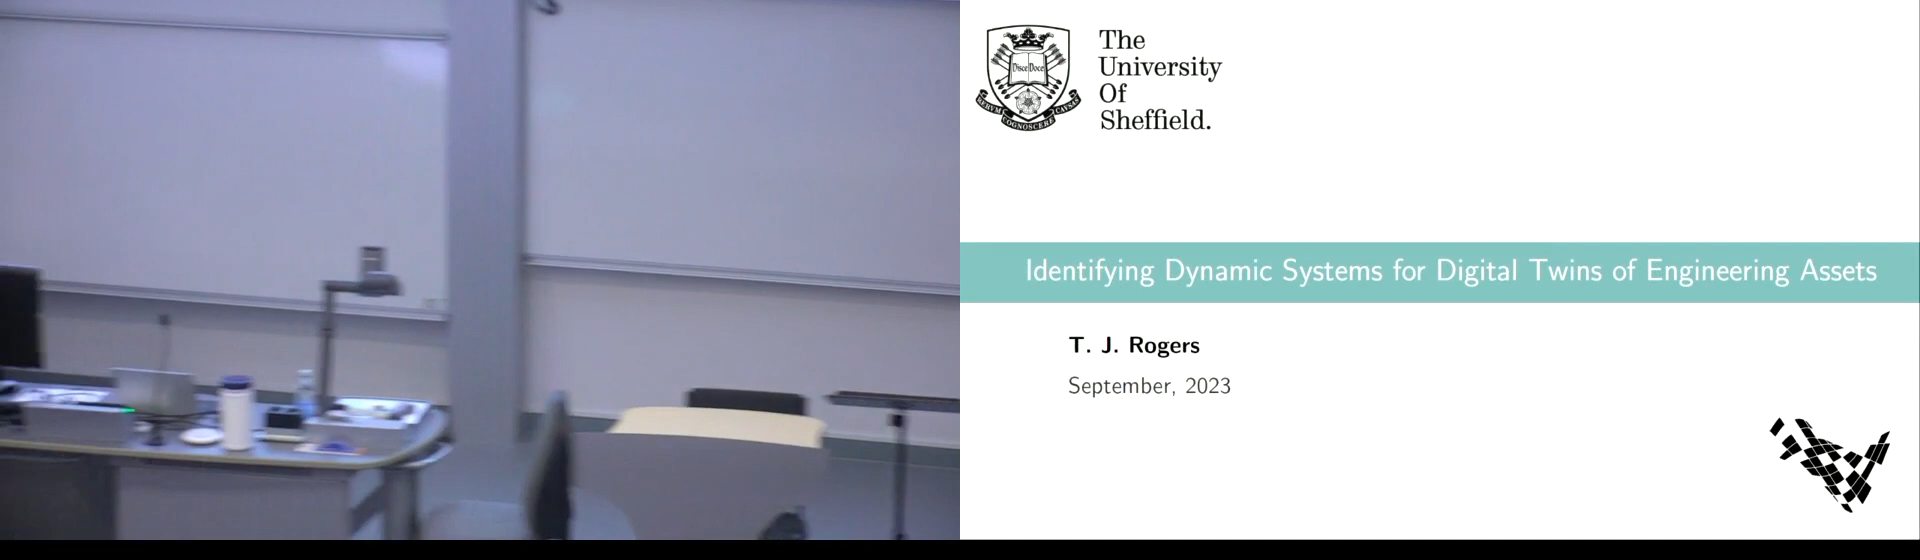 Disce Doce
RERVM COGNOSCERE CAVSAS
The
University
Of
Sheffield.
Identifying Dynamic Systems for Digital Twins of Engineering Assets
T. J. Rogers
September, 2023